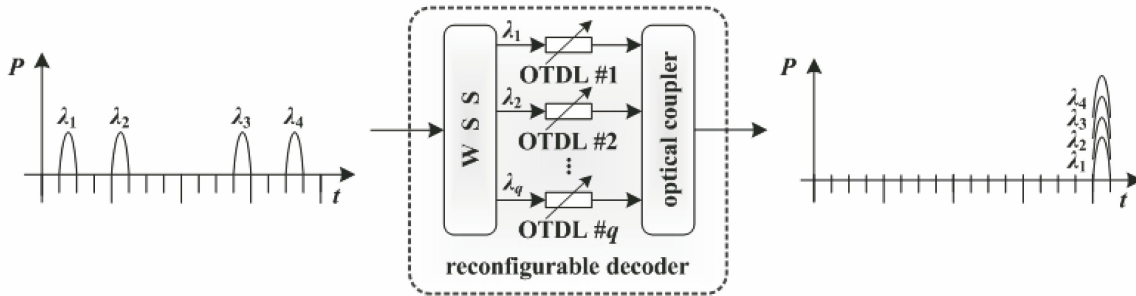 P
λ1 λ2 λ3 λ4
t
W S S
λ1
OTDL #1
λ2
OTDL #2
...
λq
OTDL #q
optical coupler
reconfigurable decoder
P
λ4
λ3
λ2
λ1
t